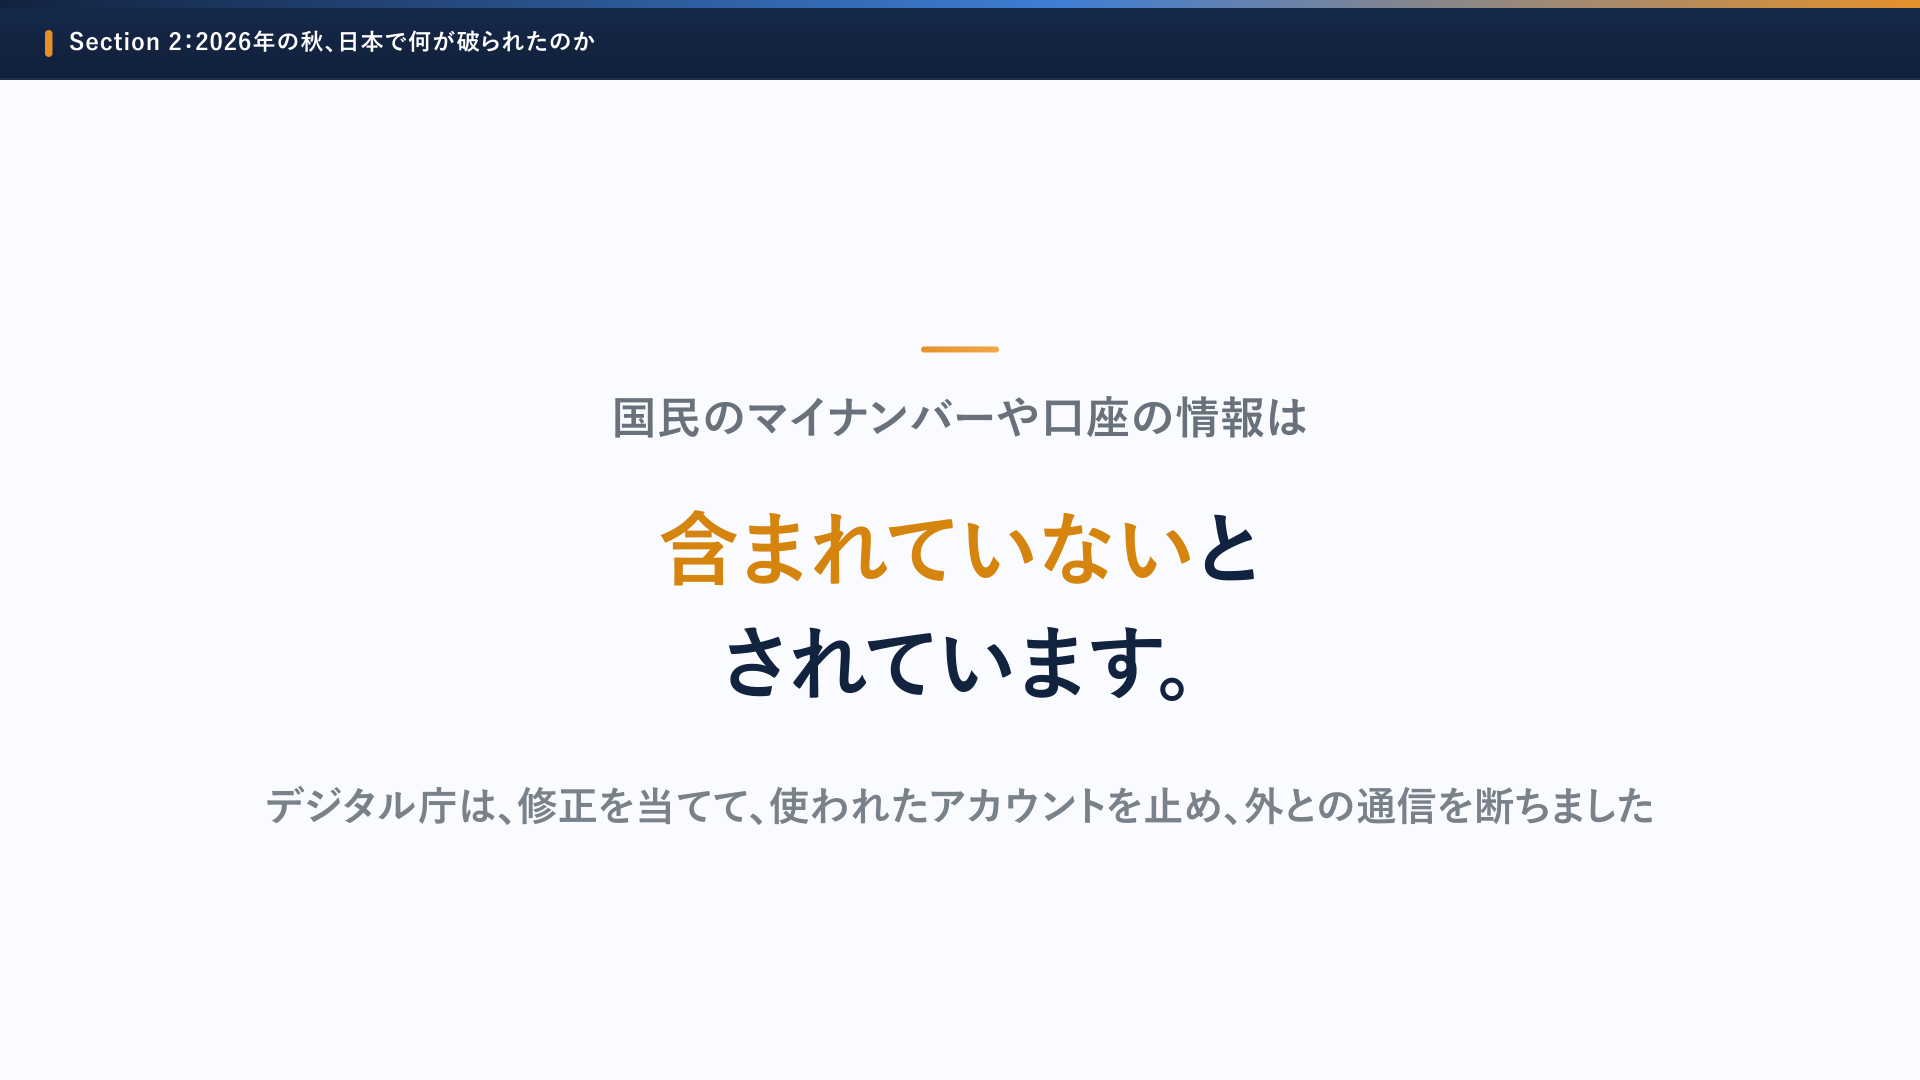 Section 2：2026年の秋、日本で何が破られたのか
国民のマイナンバーや口座の情報は
含まれていないと
されています。
デジタル庁は、修正を当てて、使われたアカウントを止め、外との通信を断ちました